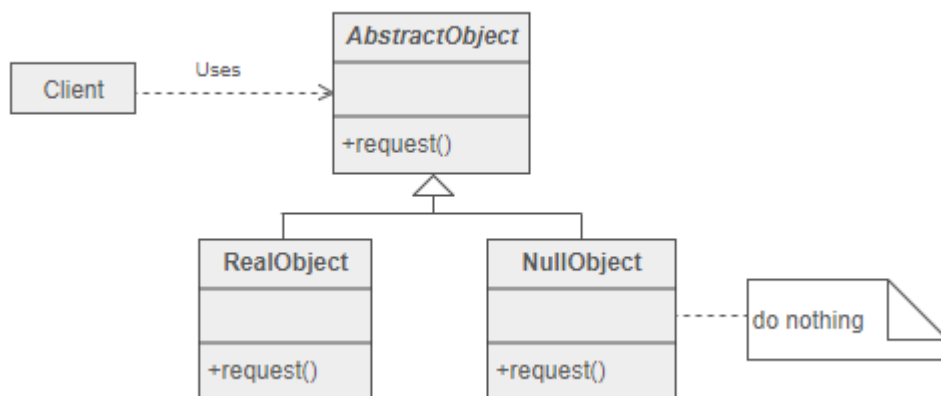 AbstractObject
Uses
Client
+request()
RealObject
NullObject
do nothing
+request()
+request()